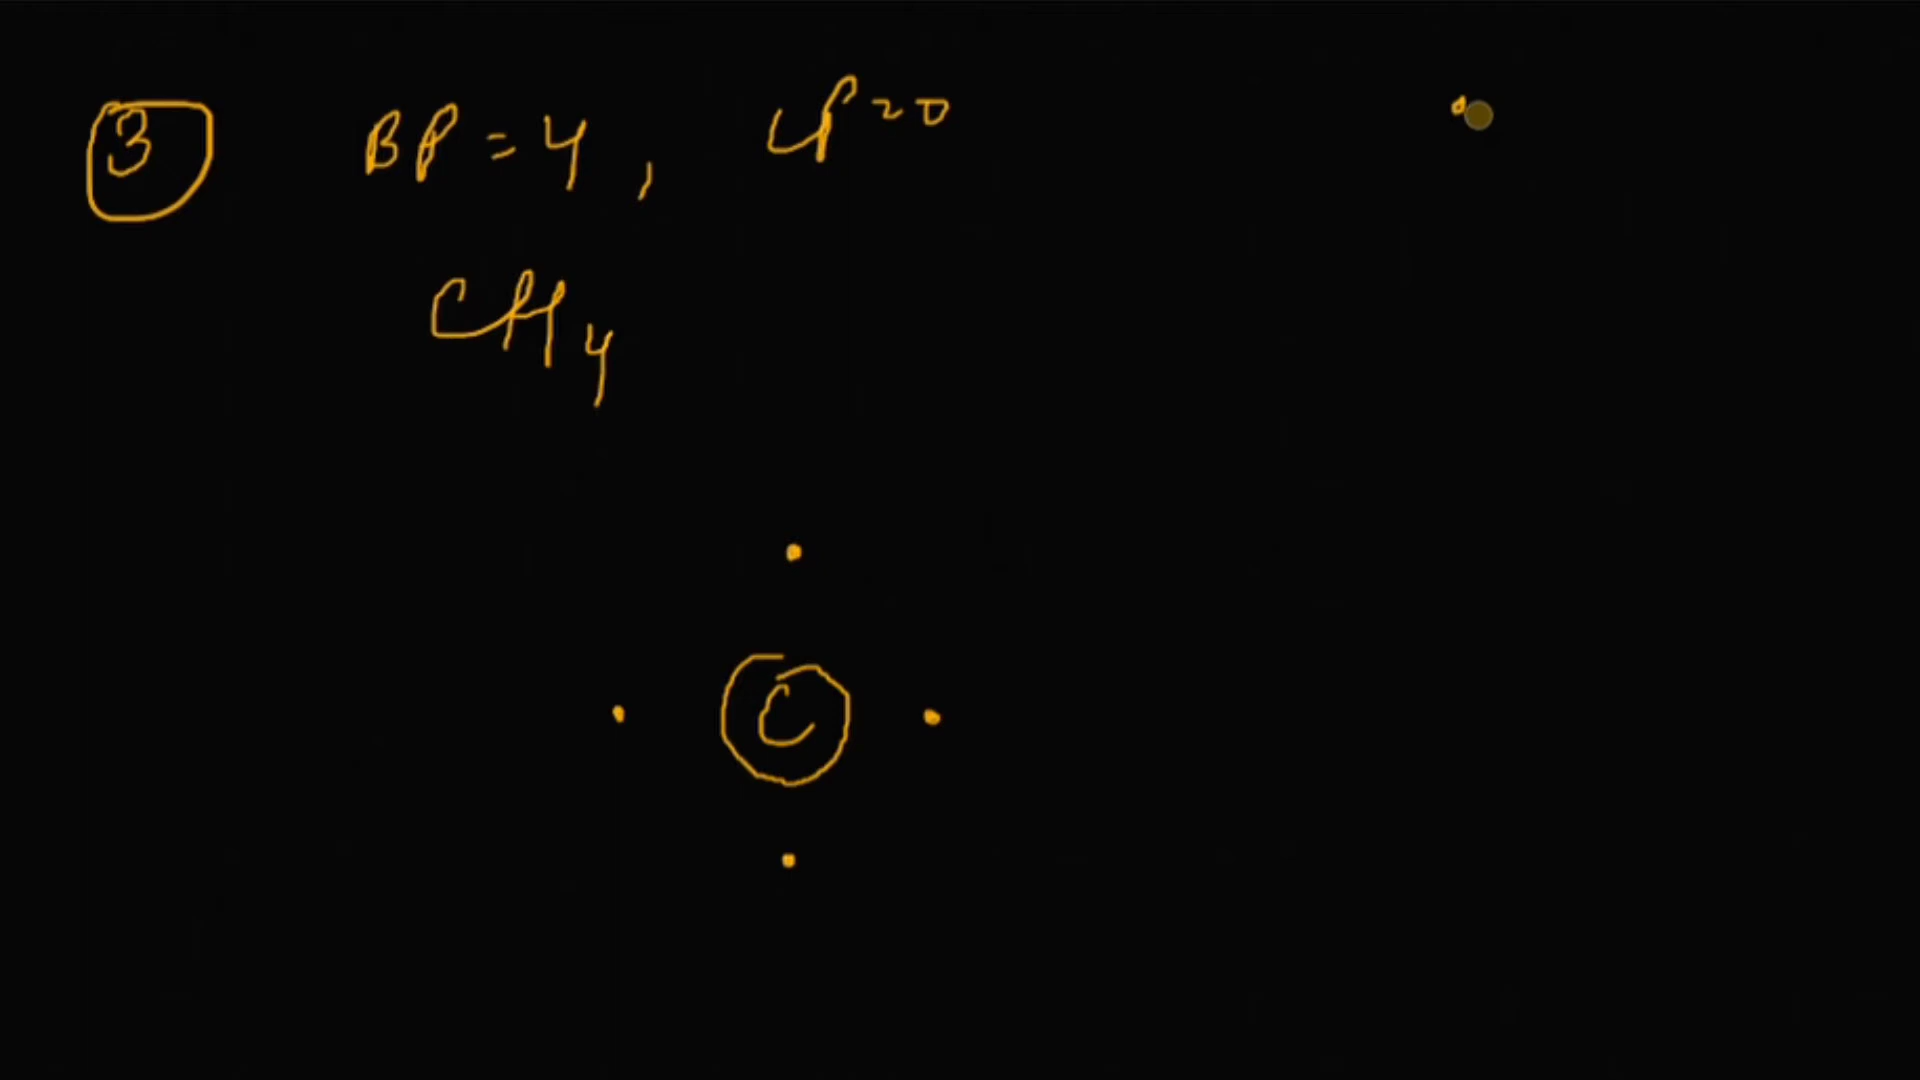 3 BP = 4, LP = 0
CH4
C